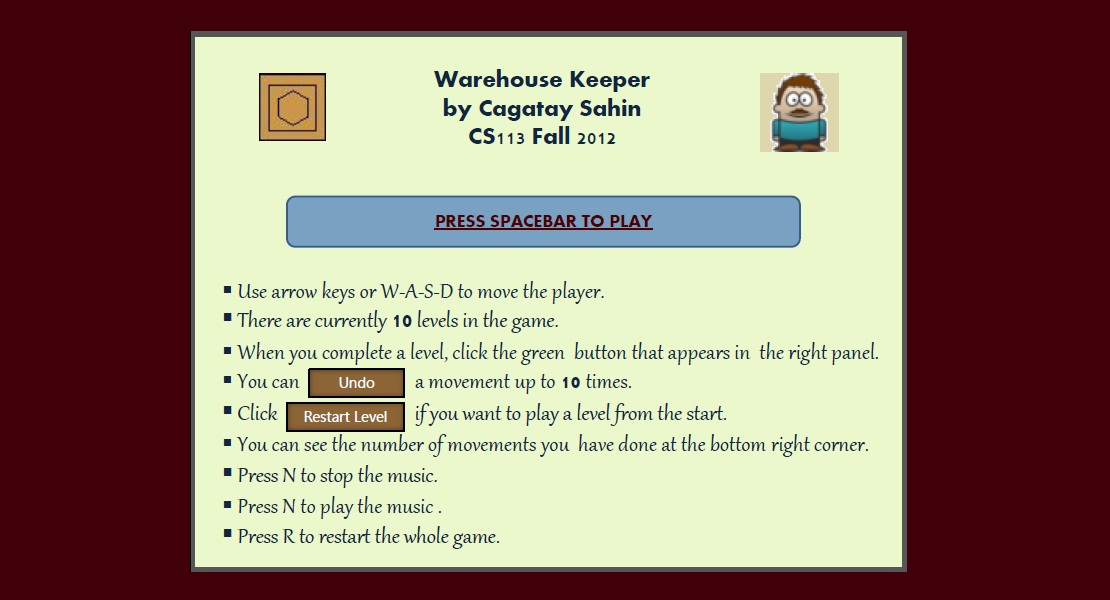 Warehouse Keeper
by Cagatay Sahin
CS113 Fall 2012
PRESS SPACEBAR TO PLAY
▪ Use arrow keys or W-A-S-D to move the player.
▪ There are currently 10 levels in the game.
▪ When you complete a level, click the green button that appears in the right panel.
▪ You can Undo a movement up to 10 times.
▪ Click Restart Level if you want to play a level from the start.
▪ You can see the number of movements you have done at the bottom right corner.
▪ Press N to stop the music.
▪ Press N to play the music .
▪ Press R to restart the whole game.